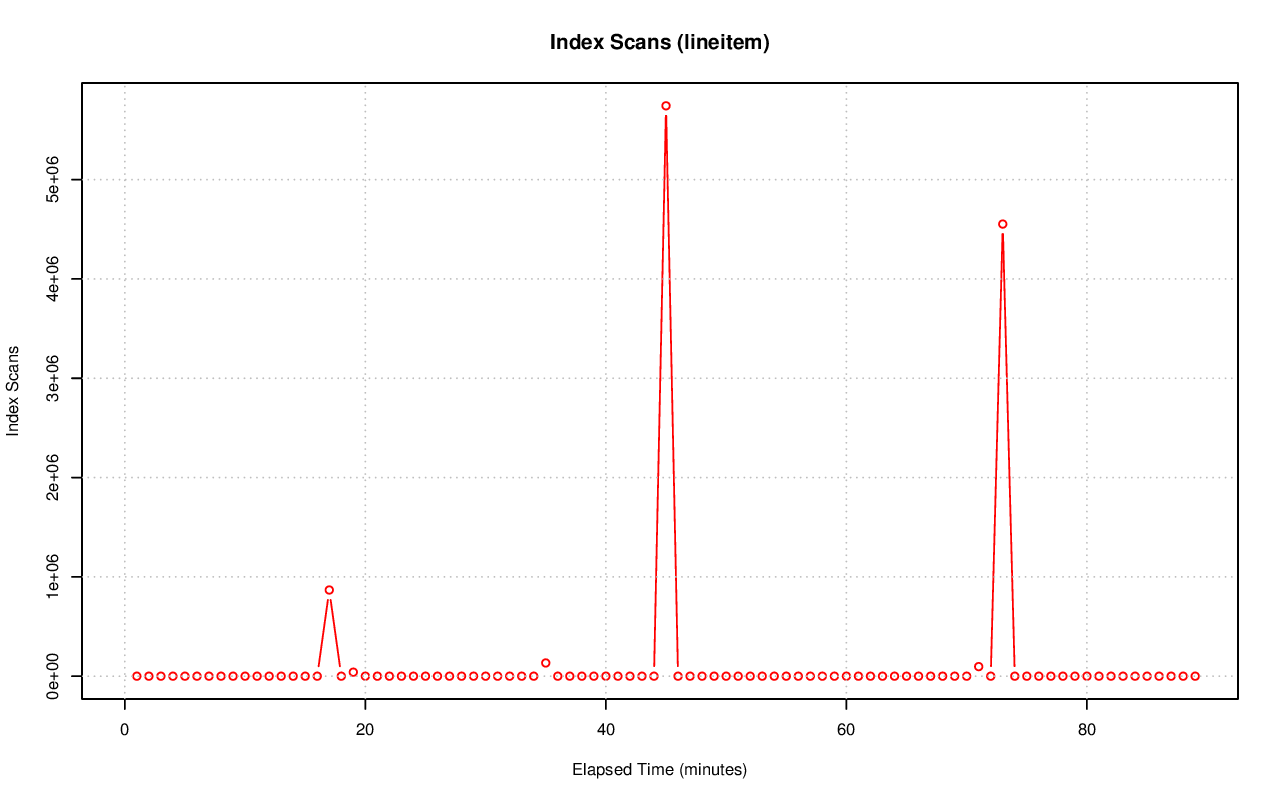 Index Scans (lineitem)
Index Scans
5e+06
4e+06
3e+06
2e+06
1e+06
0e+00
0 20 40 60 80
Elapsed Time (minutes)